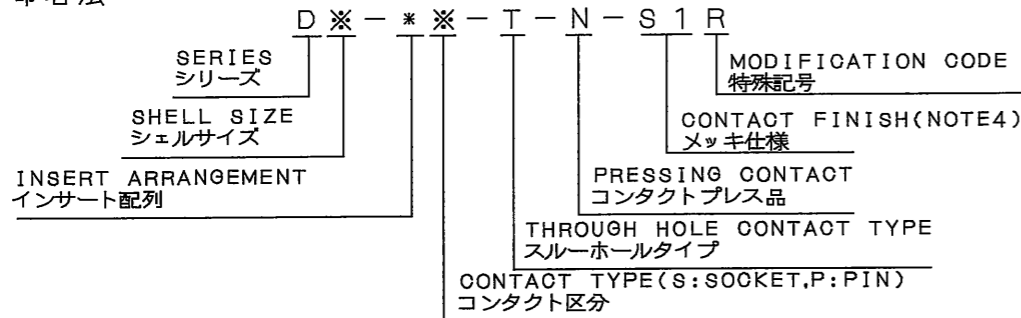 D※-*※-T-N-S1R
SERIES
シリーズ
MODIFICATION CODE
特殊記号
SHELL SIZE
シェルサイズ
CONTACT FINISH(NOTE4)
メッキ仕様
INSERT ARRANGEMENT
インサート配列
PRESSING CONTACT
コンタクトプレス品
THROUGH HOLE CONTACT TYPE
スルーホールタイプ
CONTACT TYPE(S:SOCKET,P:PIN)
コンタクト区分